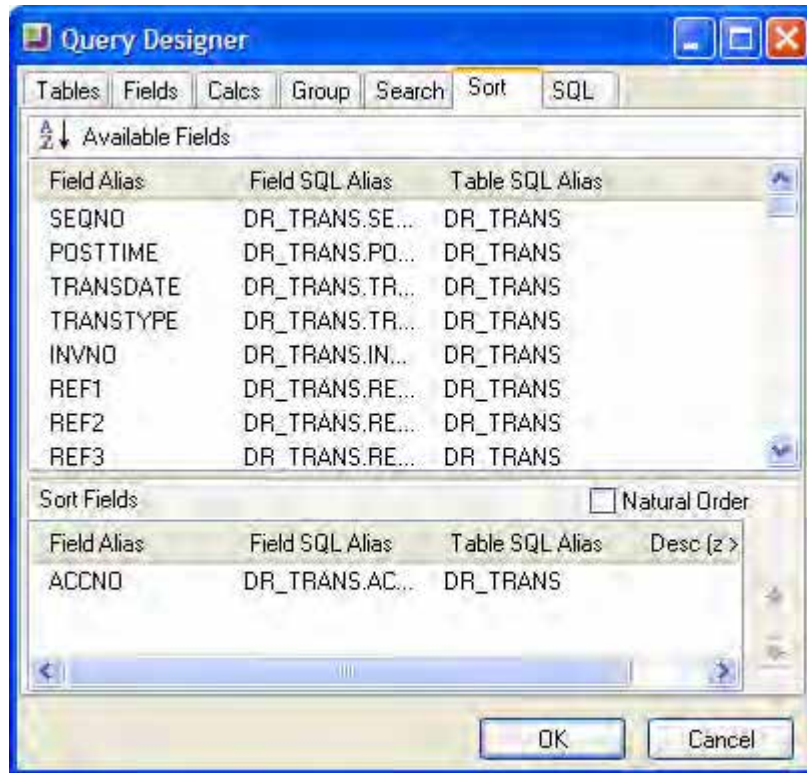 Query Designer
Tables Fields Calcs Group Search Sort SQL
Available Fields
Field Alias Field SQL Alias Table SQL Alias
SEQNO DR_TRANS.SE... DR_TRANS
POSTTIME DR_TRANS.PO... DR_TRANS
TRANSDATE DR_TRANS.TR... DR_TRANS
TRANSTYPE DR_TRANS.TR... DR_TRANS
INVNO DR_TRANS.IN... DR_TRANS
REF1 DR_TRANS.RE... DR_TRANS
REF2 DR_TRANS.RE... DR_TRANS
REF3 DR_TRANS.RE... DR_TRANS
Sort Fields Natural Order
Field Alias Field SQL Alias Table SQL Alias Desc (z >
ACCNO DR_TRANS.AC... DR_TRANS
OK Cancel